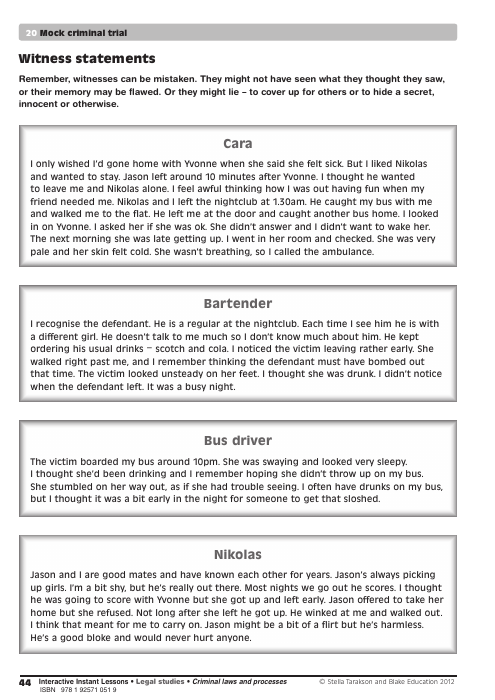 20 Mock criminal trial
Witness statements
Remember, witnesses can be mistaken. They might not have seen what they thought they saw,
or their memory may be flawed. Or they might lie – to cover up for others or to hide a secret,
innocent or otherwise.
Cara
I only wished I'd gone home with Yvonne when she said she felt sick. But I liked Nikolas
and wanted to stay. Jason left around 10 minutes after Yvonne. I thought he wanted
to leave me and Nikolas alone. I feel awful thinking how I was out having fun when my
friend needed me. Nikolas and I left the nightclub at 1.30am. He caught my bus with me
and walked me to the flat. He left me at the door and caught another bus home. I looked
in on Yvonne. I asked her if she was ok. She didn't answer and I didn't want to wake her.
The next morning she was late getting up. I went in her room and checked. She was very
pale and her skin felt cold. She wasn't breathing, so I called the ambulance.
Bartender
I recognise the defendant. He is a regular at the nightclub. Each time I see him he is with
a different girl. He doesn't talk to me much so I don't know much about him. He kept
ordering his usual drinks – scotch and cola. I noticed the victim leaving rather early. She
walked right past me, and I remember thinking the defendant must have bombed out
that time. The victim looked unsteady on her feet. I thought she was drunk. I didn't notice
when the defendant left. It was a busy night.
Bus driver
The victim boarded my bus around 10pm. She was swaying and looked very sleepy.
I thought she'd been drinking and I remember hoping she didn't throw up on my bus.
She stumbled on her way out, as if she had trouble seeing. I often have drunks on my bus,
but I thought it was a bit early in the night for someone to get that sloshed.
Nikolas
Jason and I are good mates and have known each other for years. Jason's always picking
up girls. I'm a bit shy, but he's really out there. Most nights we go out he scores. I thought
he was going to score with Yvonne but she got up and left early. Jason offered to take her
home but she refused. Not long after she left he got up. He winked at me and walked out.
I think that meant for me to carry on. Jason might be a bit of a flirt but he's harmless.
He's a good bloke and would never hurt anyone.
44 Interactive Instant Lessons • Legal studies • Criminal laws and processes © Stella Tarakson and Blake Education 2012
ISBN 978 1 92571 051 9